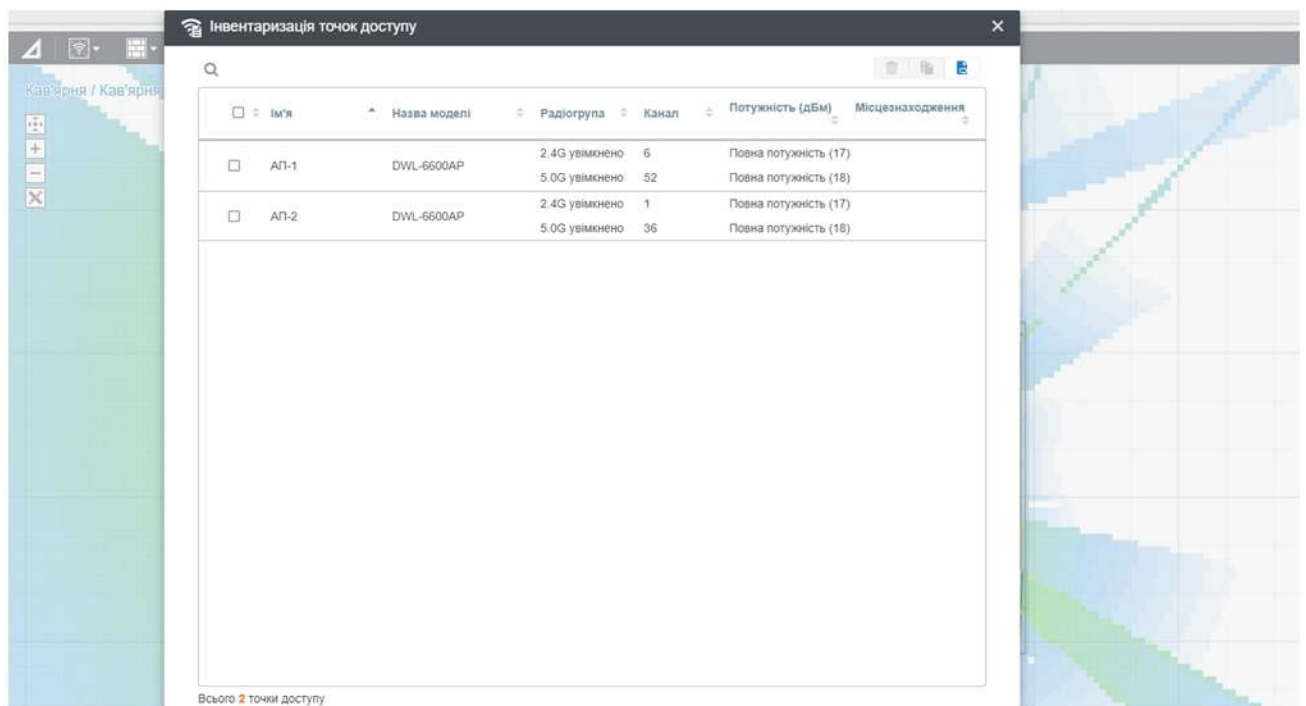 Інвентаризація точок доступу
Кав'ярня / Кав'ярня
Ім'я Назва моделі Радіогрупа Канал Потужність (дБм) Місцезнаходження
АП-1 DWL-6600AP 2.4G увімкнено 6 Повна потужність (17)
5.0G увімкнено 52 Повна потужність (18)
АП-2 DWL-6600AP 2.4G увімкнено 1 Повна потужність (17)
5.0G увімкнено 36 Повна потужність (18)
Всього 2 точки доступу